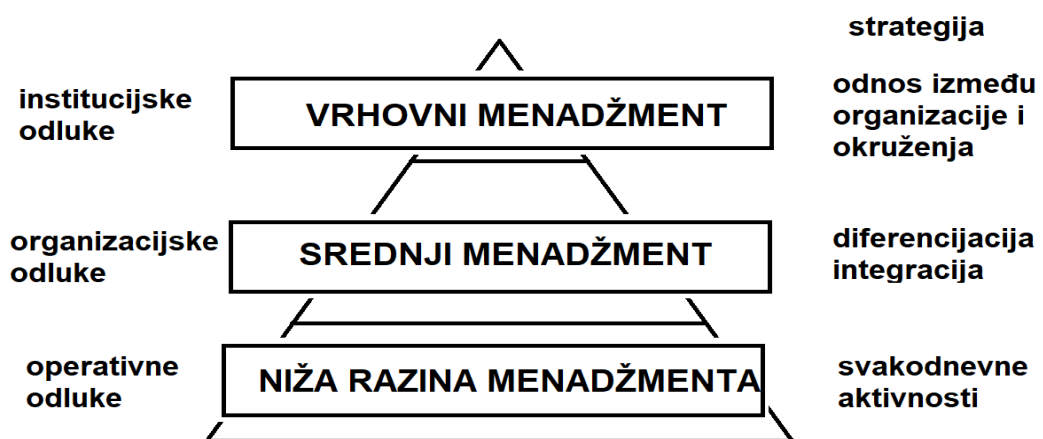 strategija
institucijske
odluke
VRHOVNI MENADŽMENT
odnos između
organizacije i
okruženja
organizacijske
odluke
SREDNJI MENADŽMENT
diferencijacija
integracija
operativne
odluke
NIŽA RAZINA MENADŽMENTA
svakodnevne
aktivnosti